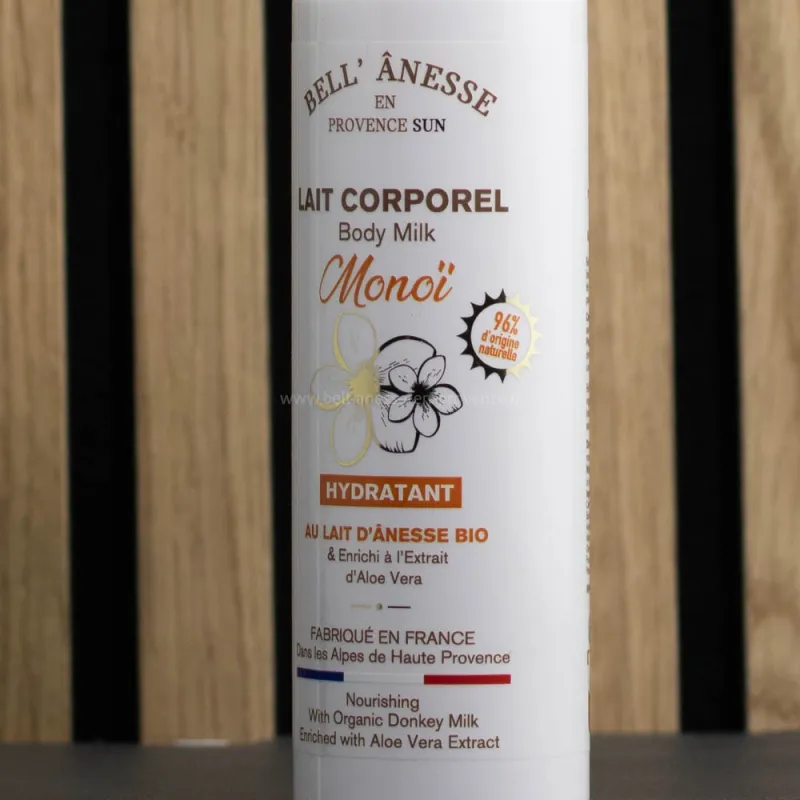 BELL' ÂNESSE
EN
PROVENCE SUN
LAIT CORPOREL
Body Milk
Monoï
96%
d'origine
naturelle
HYDRATANT
AU LAIT D'ÂNESSE BIO
& Enrichi à l'Extrait
d'Aloe Vera
FABRIQUÉ EN FRANCE
Dans les Alpes de Haute Provence
Nourishing
With Organic Donkey Milk
Enriched with Aloe Vera Extract